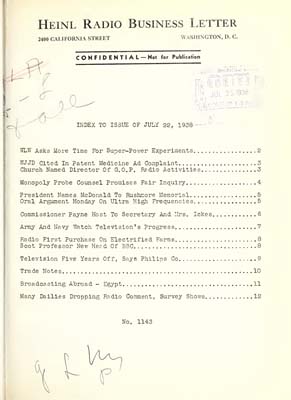 HEINL RADIO BUSINESS LETTER
2400 CALIFORNIA STREET WASHINGTON, D. C.
CONFIDENTIAL—Not for Publication
INDEX TO ISSUE OF JULY 22, 1938
WLW Asks More Time For Super-Power Experiments....................2
WJJD Cited In Patent Medicine Ad Complaint....................3
Church Named Director Of G.O.P. Radio Activities....................3
Monopoly Probe Counsel Promises Fair Inquiry....................4
President Names McDonald To Rushmore Memorial....................5
Oral Argument Monday On Ultra High Frequencies....................5
Commissioner Payne Host To Secretary And Mrs. Ickes....................6
Army And Navy Watch Television's Progress....................7
Radio First Purchase On Electrified Farms....................8
Scot Professor New Head Of BBC....................8
Television Five Years Off, Says Philips Co.....................9
Trade Notes....................10
Broadcasting Abroad - Egypt....................11
Many Dailies Dropping Radio Comment, Survey Shows....................12
No. 1143